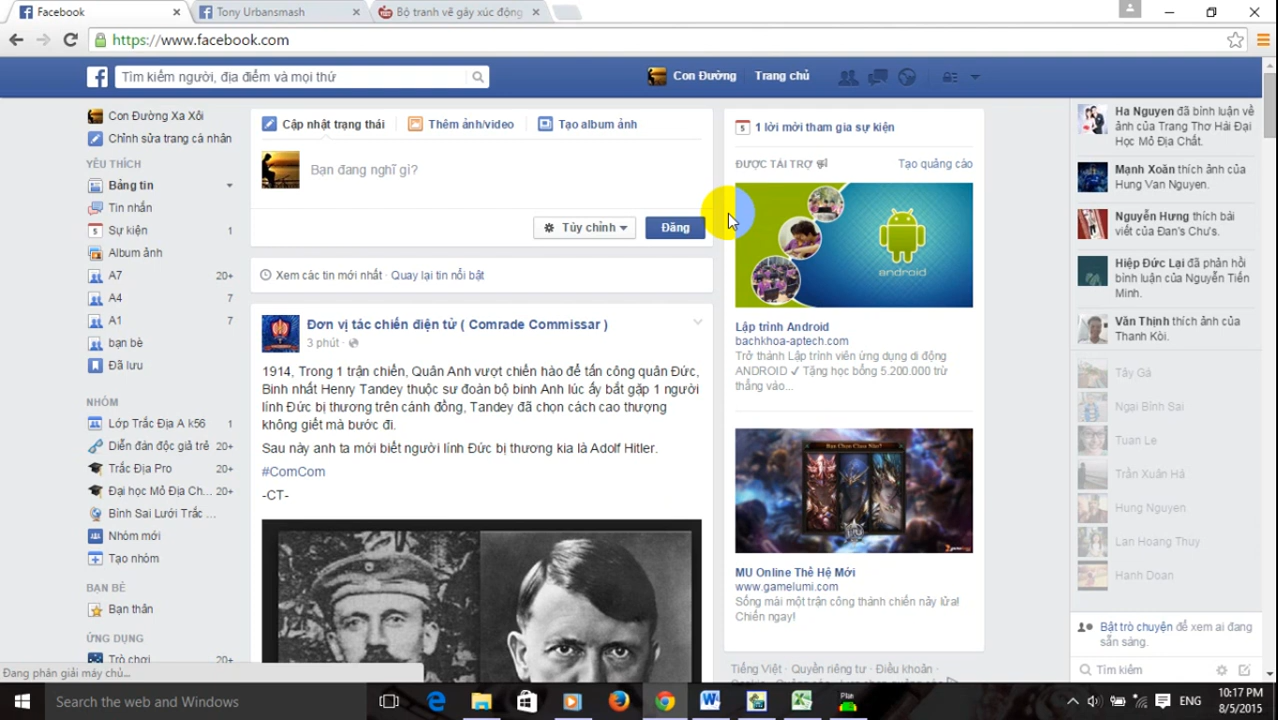 Facebook
Tony Urbansmash
Bộ tranh vẽ gây xúc động
https://www.facebook.com
Tìm kiếm người, địa điểm và mọi thứ
Con Đường
Trang chủ
Con Đường Xa Xôi
Chỉnh sửa trang cá nhân
YÊU THÍCH
Bảng tin
Tin nhắn
Sự kiện 1
Album ảnh
A7 20+
A4 7
A1 7
bạn bè
Đã lưu
NHÓM
Lớp Trắc Địa A k56 1
Diễn đán độc giả trẻ 20+
Trắc Địa Pro 20+
Đại học Mỏ Địa Ch... 20+
Bình Sai Lưới Trắc ...
Nhóm mới
Tạo nhóm
BẠN BÈ
Bạn thân
ỨNG DỤNG
Trò chơi 20+
Đang phân giải máy chủ...
Cập nhật trạng thái
Thêm ảnh/video
Tạo album ảnh
Bạn đang nghĩ gì?
Tùy chỉnh
Đăng
Xem các tin mới nhất · Quay lại tin nổi bật
Đơn vị tác chiến điện tử ( Comrade Commissar )
3 phút ·
1914, Trong 1 trận chiến, Quân Anh vượt chiến hào để tấn công quân Đức,
Binh nhất Henry Tandey thuộc sư đoàn bộ binh Anh lúc ấy bắt gặp 1 người
lính Đức bị thương trên cánh đồng, Tandey đã chọn cách cao thượng
không giết mà bước đi.
Sau này anh ta mới biết người lính Đức bị thương kia là Adolf Hitler.
#ComCom
-CT-
5 1 lời mời tham gia sự kiện
ĐƯỢC TÀI TRỢ
Tạo quảng cáo
android
Lập trình Android
bachkhoa-aptech.com
Trở thành Lập trình viên ứng dụng di động
ANDROID ✓ Tặng học bổng 5.200.000 trừ
thẳng vào...
MU Online Thế Hệ Mới
www.gamelumi.com
Sống mái một trận công thành chiến nảy lửa!
Chiến ngay!
Tiếng Việt · Quyền riêng tư · Điều khoản ·
Ha Nguyen đã bình luận về
ảnh của Trang Thơ Hải Đại
Học Mỏ Địa Chất.
Mạnh Xoăn thích ảnh của
Hung Van Nguyen.
Nguyễn Hưng thích bài
viết của Đan's Chu's.
Hiệp Đức Lại đã phản hồi
bình luận của Nguyễn Tiến
Minh.
Văn Thịnh thích ảnh của
Thanh Kòi.
Tây Gà
Ngai Bình Sai
Tuan Le
Trần Xuân Hà
Hung Nguyen
Lan Hoang Thuy
Hanh Doan
Bật trò chuyện để xem ai đang
sẵn sàng.
Tìm kiếm
Search the web and Windows
ENG
10:17 PM
8/5/2015